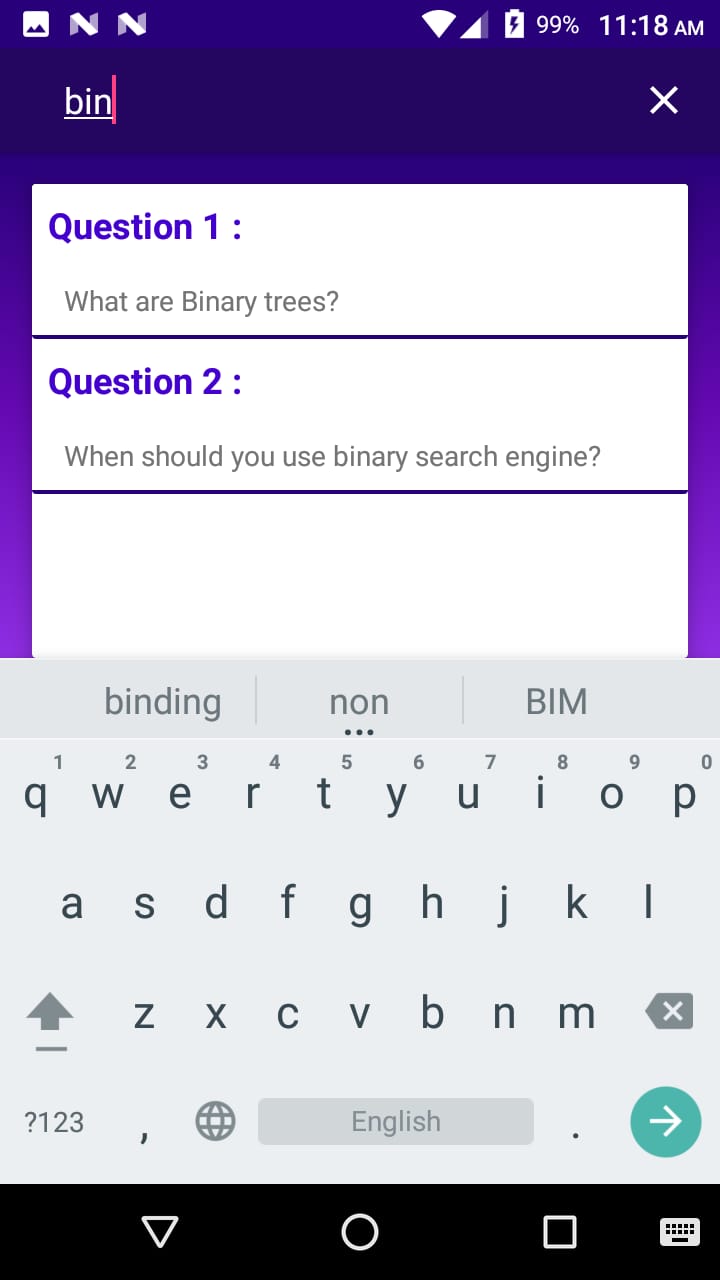 99% 11:18 AM
bin
Question 1 :
What are Binary trees?
Question 2 :
When should you use binary search engine?
binding non BIM
1 2 3 4 5 6 7 8 9 0
q w e r t y u i o p
a s d f g h j k l
z x c v b n m
?123 , English .